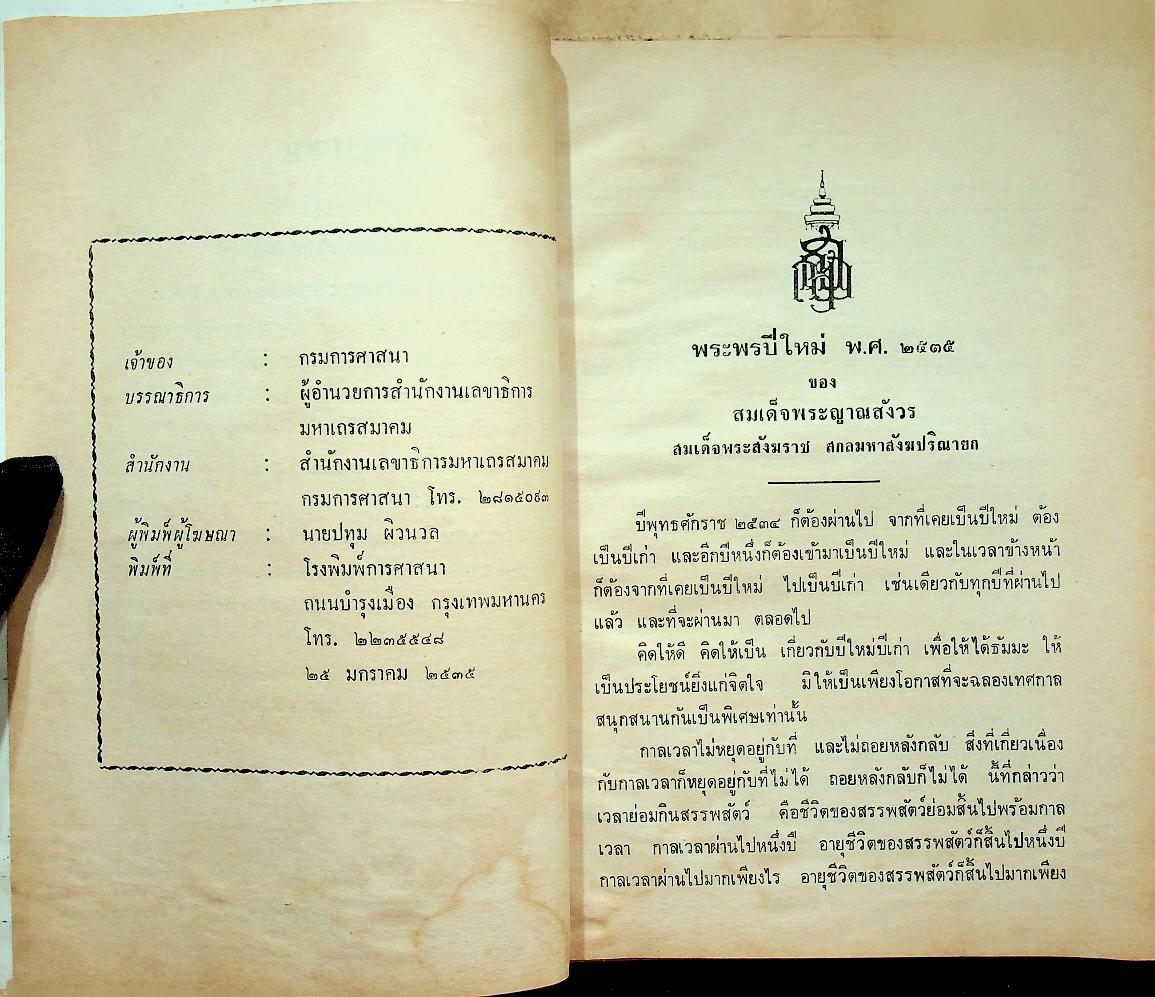 เจ้าของ : กรมการศาสนา
บรรณาธิการ : ผู้อำนวยการสำนักงานเลขาธิการ
มหาเถรสมาคม
สำนักงาน : สำนักงานเลขาธิการมหาเถรสมาคม
กรมการศาสนา โทร. ๒๘๑๕๐๙๓
ผู้พิมพ์ผู้โฆษณา : นายปทุม ผิวนวล
พิมพ์ที่ : โรงพิมพ์การศาสนา
ถนนบำรุงเมือง กรุงเทพมหานคร
โทร. ๒๒๓๕๕๔๘
๒๕ มกราคม ๒๕๓๕
พระพรปีใหม่ พ.ศ. ๒๕๓๕
ของ
สมเด็จพระญาณสังวร
สมเด็จพระสังฆราช สกลมหาสังฆปริณายก
ปีพุทธศักราช ๒๕๓๔ ก็ต้องผ่านไป จากที่เคยเป็นปีใหม่ ต้อง
เป็นปีเก่า และอีกปีหนึ่งก็ต้องเข้ามาเป็นปีใหม่ และในเวลาข้างหน้า
ก็ต้องจากที่เคยเป็นปีใหม่ ไปเป็นปีเก่า เช่นเดียวกับทุกปีที่ผ่านไป
แล้ว และที่จะผ่านมา ตลอดไป
คิดให้ดี คิดให้เป็น เกี่ยวกับปีใหม่ปีเก่า เพื่อให้ได้ธัมมะ ให้
เป็นประโยชน์ยิ่งแก่จิตใจ มิให้เป็นเพียงโอกาสที่จะฉลองเทศกาล
สนุกสนานกันเป็นพิเศษเท่านั้น
กาลเวลาไม่หยุดอยู่กับที่ และไม่ถอยหลังกลับ สิ่งที่เกี่ยวเนื่อง
กับกาลเวลาก็หยุดอยู่กับที่ไม่ได้ ถอยหลังกลับก็ไม่ได้ นี้ที่กล่าวว่า
เวลาย่อมกินสรรพสัตว์ คือชีวิตของสรรพสัตว์ย่อมสิ้นไปพร้อมกาล
เวลา กาลเวลาผ่านไปหนึ่งปี อายุชีวิตของสรรพสัตว์ก็สิ้นไปหนึ่งปี
กาลเวลาผ่านไปมากเพียงไร อายุชีวิตของสรรพสัตว์ก็สิ้นไปมากเพียง